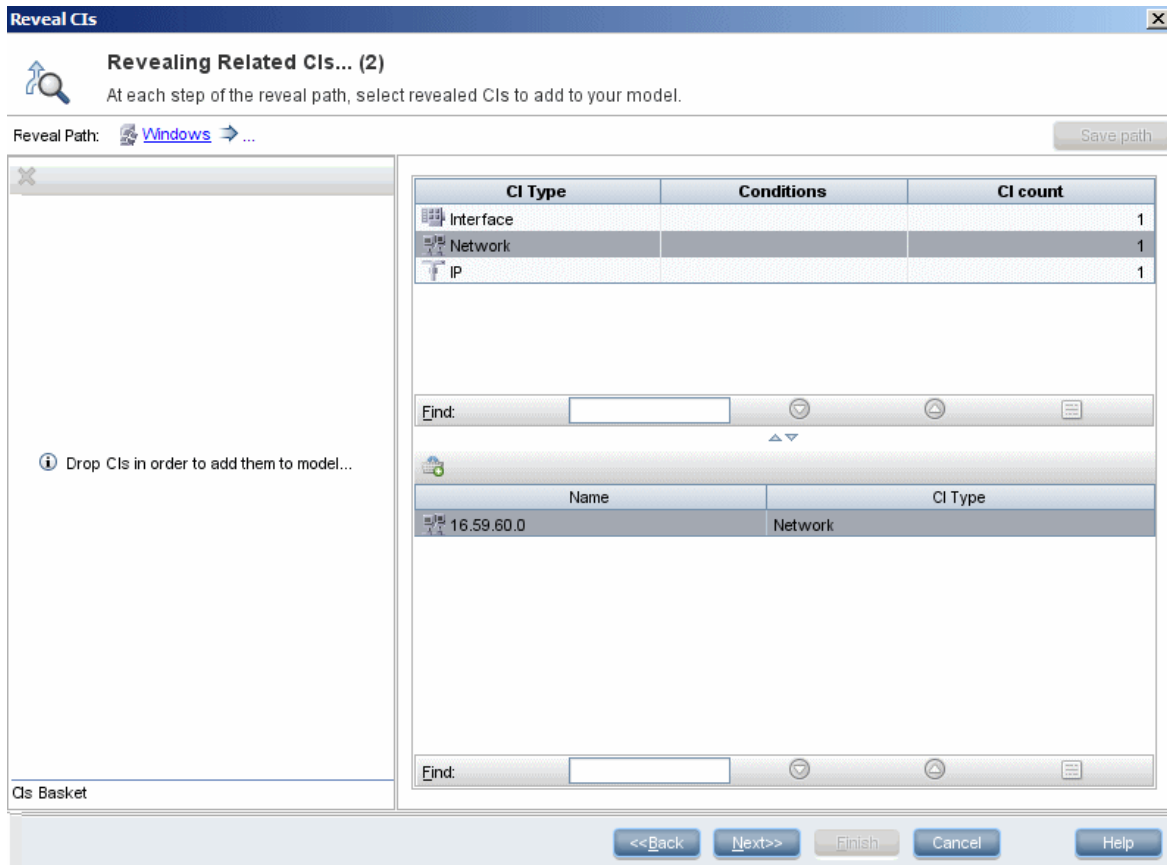 Reveal CIs
Revealing Related CIs... (2)
At each step of the reveal path, select revealed CIs to add to your model.
Reveal Path: Windows ...
Save path
CI Type Conditions CI count
Interface 1
Network 1
IP 1
Find:
Drop CIs in order to add them to model...
Name CI Type
16.59.60.0 Network
Find:
CIs Basket
<<Back Next>> Finish Cancel Help